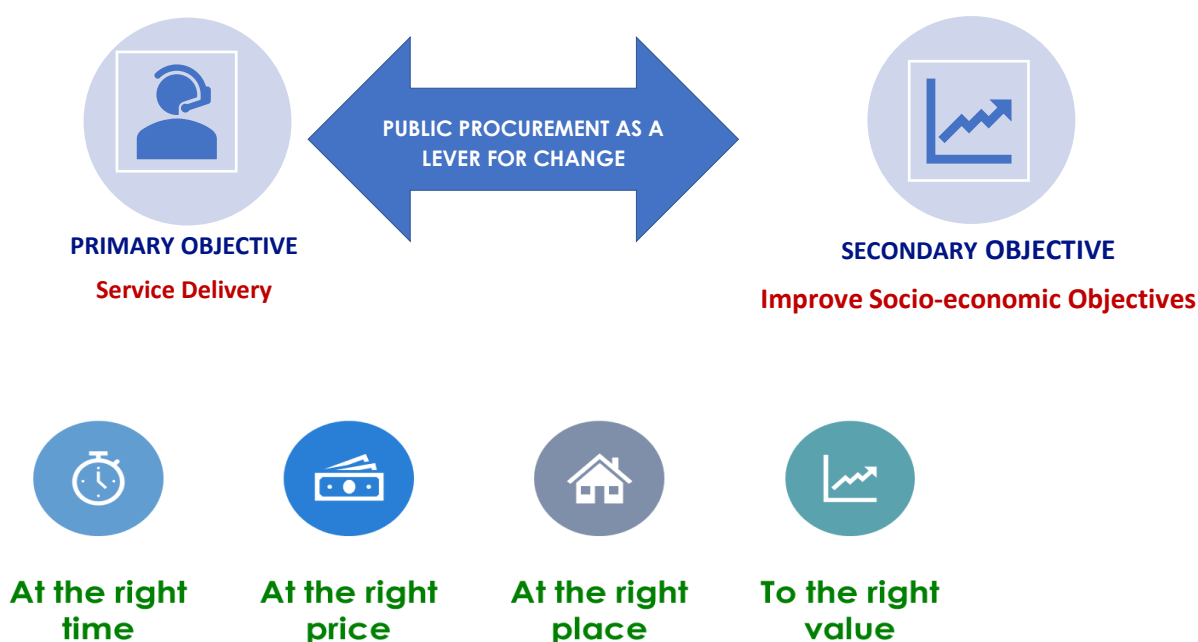 PUBLIC PROCUREMENT AS A
LEVER FOR CHANGE
PRIMARY OBJECTIVE
Service Delivery
SECONDARY OBJECTIVE
Improve Socio-economic Objectives
At the right
time
At the right
price
At the right
place
To the right
value